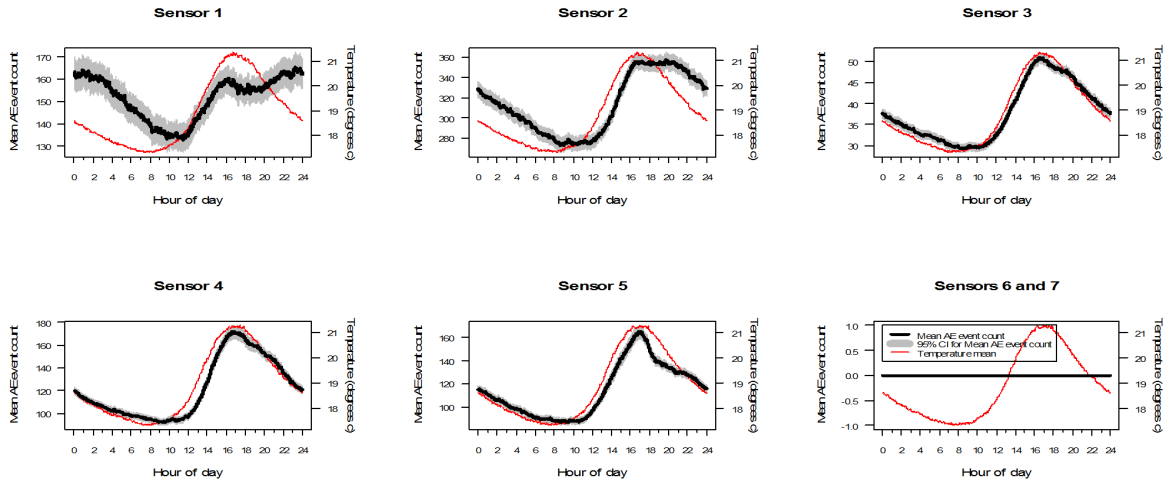 Sensor 1
Mean AE event count
170
160
150
140
130
21
20
19
18
Temperature (degrees c)
0 2 4 6 8 10 12 14 16 18 20 22 24
Hour of day
Sensor 2
Mean AE event count
360
340
320
300
280
21
20
19
18
Temperature (degrees c)
0 2 4 6 8 10 12 14 16 18 20 22 24
Hour of day
Sensor 3
Mean AE event count
50
45
40
35
30
21
20
19
18
Temperature (degrees c)
0 2 4 6 8 10 12 14 16 18 20 22 24
Hour of day
Sensor 4
Mean AE event count
180
160
140
120
100
21
20
19
18
Temperature (degrees c)
0 2 4 6 8 10 12 14 16 18 20 22 24
Hour of day
Sensor 5
Mean AE event count
160
140
120
100
21
20
19
18
Temperature (degrees c)
0 2 4 6 8 10 12 14 16 18 20 22 24
Hour of day
Sensors 6 and 7
Mean AE event count
1.0
0.5
0.0
-0.5
-1.0
Mean AE event count
95% CI for Mean AE event count
Temperature mean
21
20
19
18
Temperature (degrees c)
0 2 4 6 8 10 12 14 16 18 20 22 24
Hour of day